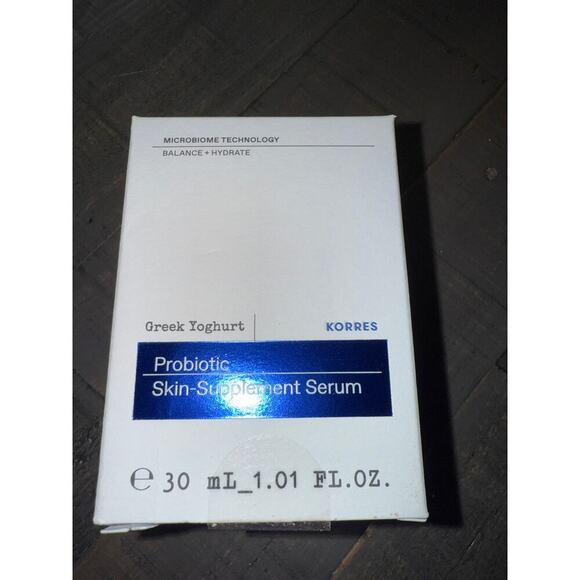 MICROBIOME TECHNOLOGY
BALANCE + HYDRATE
Greek Yoghurt
KORRES
Probiotic
Skin-Supplement Serum
℮ 30 mL_1.01 FL.OZ.